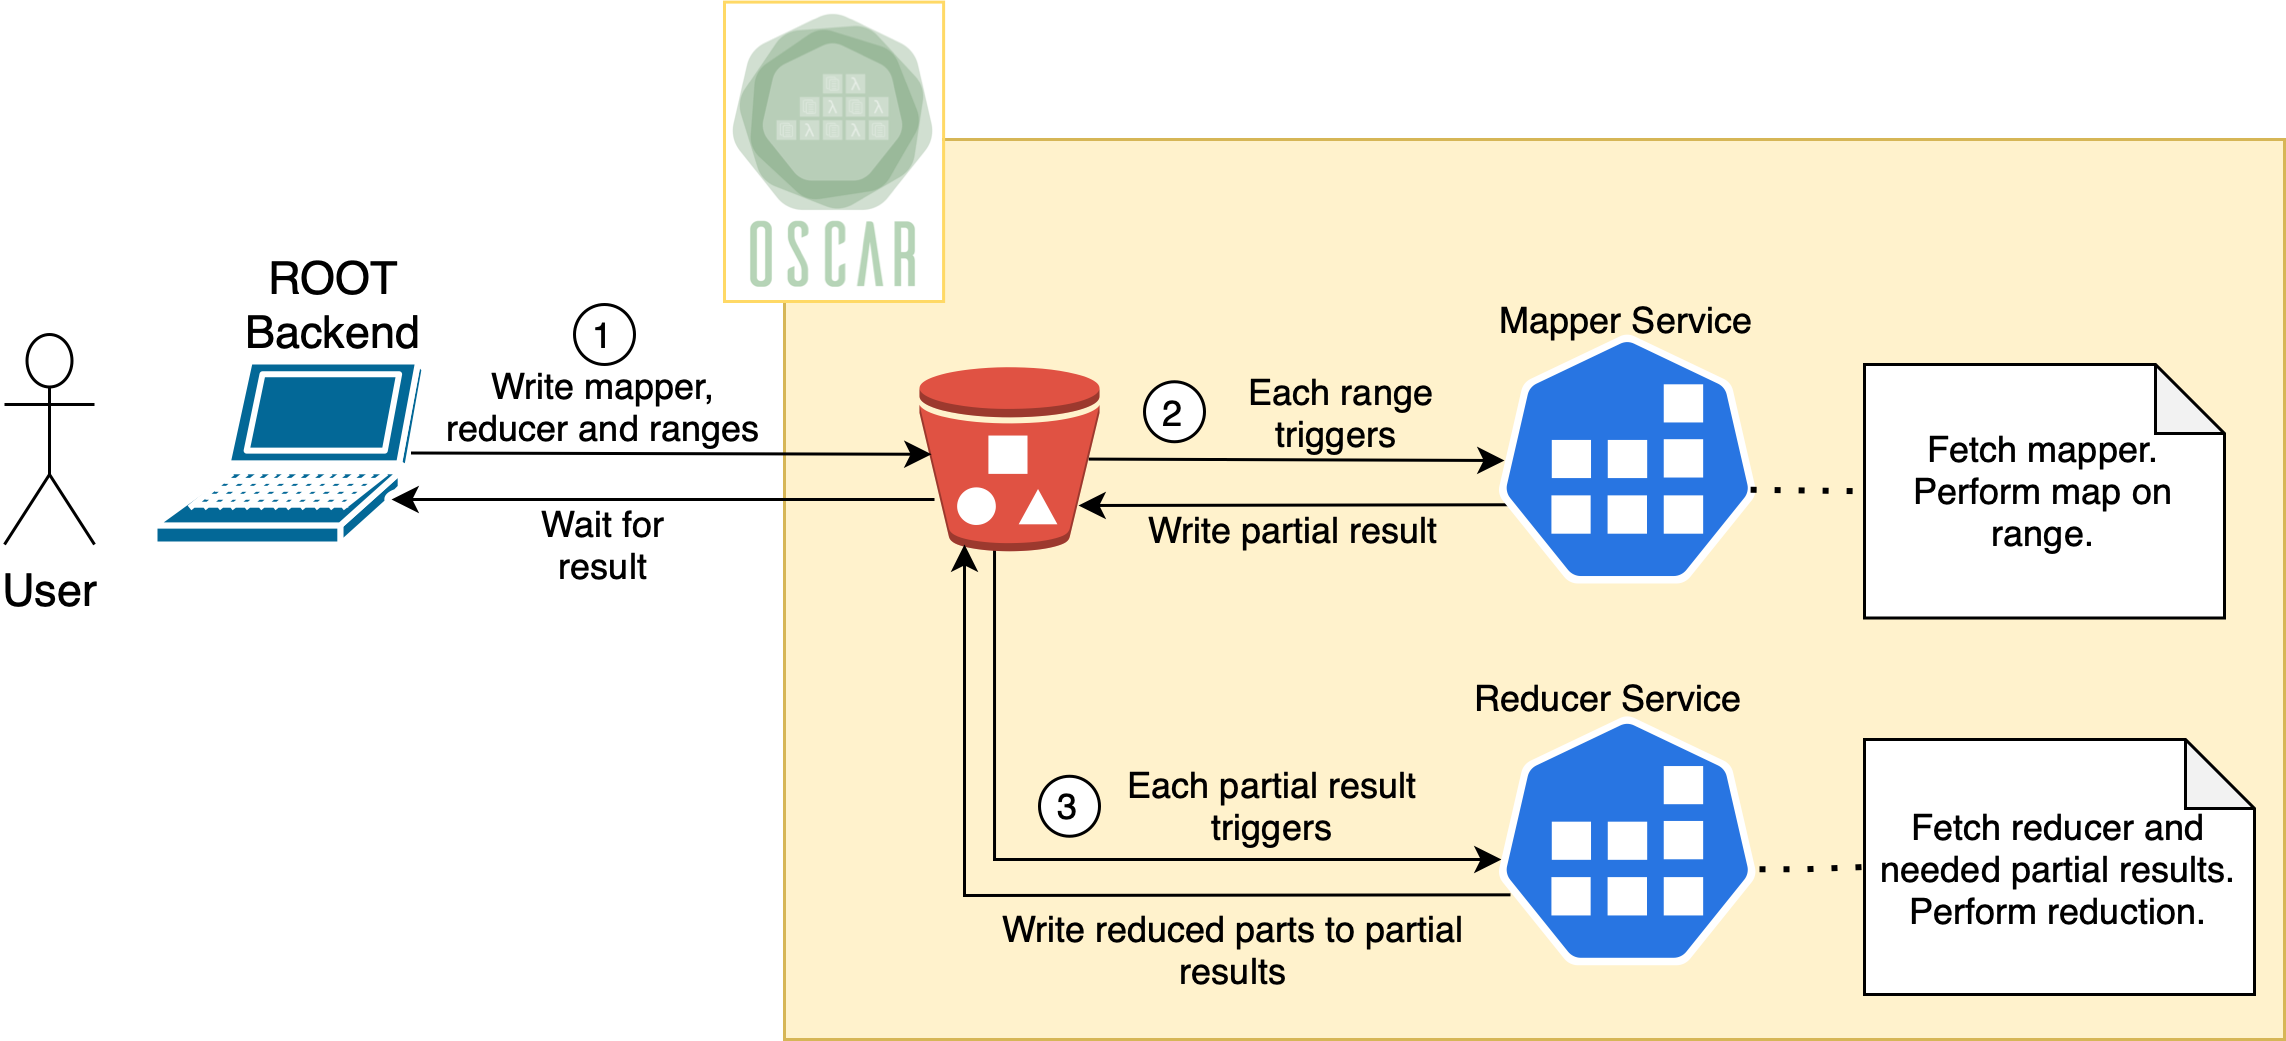 OSCAR
ROOT
Backend
User
1
Write mapper,
reducer and ranges
Wait for
result
2
Each range
triggers
Write partial result
Mapper Service
Fetch mapper.
Perform map on
range.
3
Each partial result
triggers
Write reduced parts to partial
results
Reducer Service
Fetch reducer and
needed partial results.
Perform reduction.